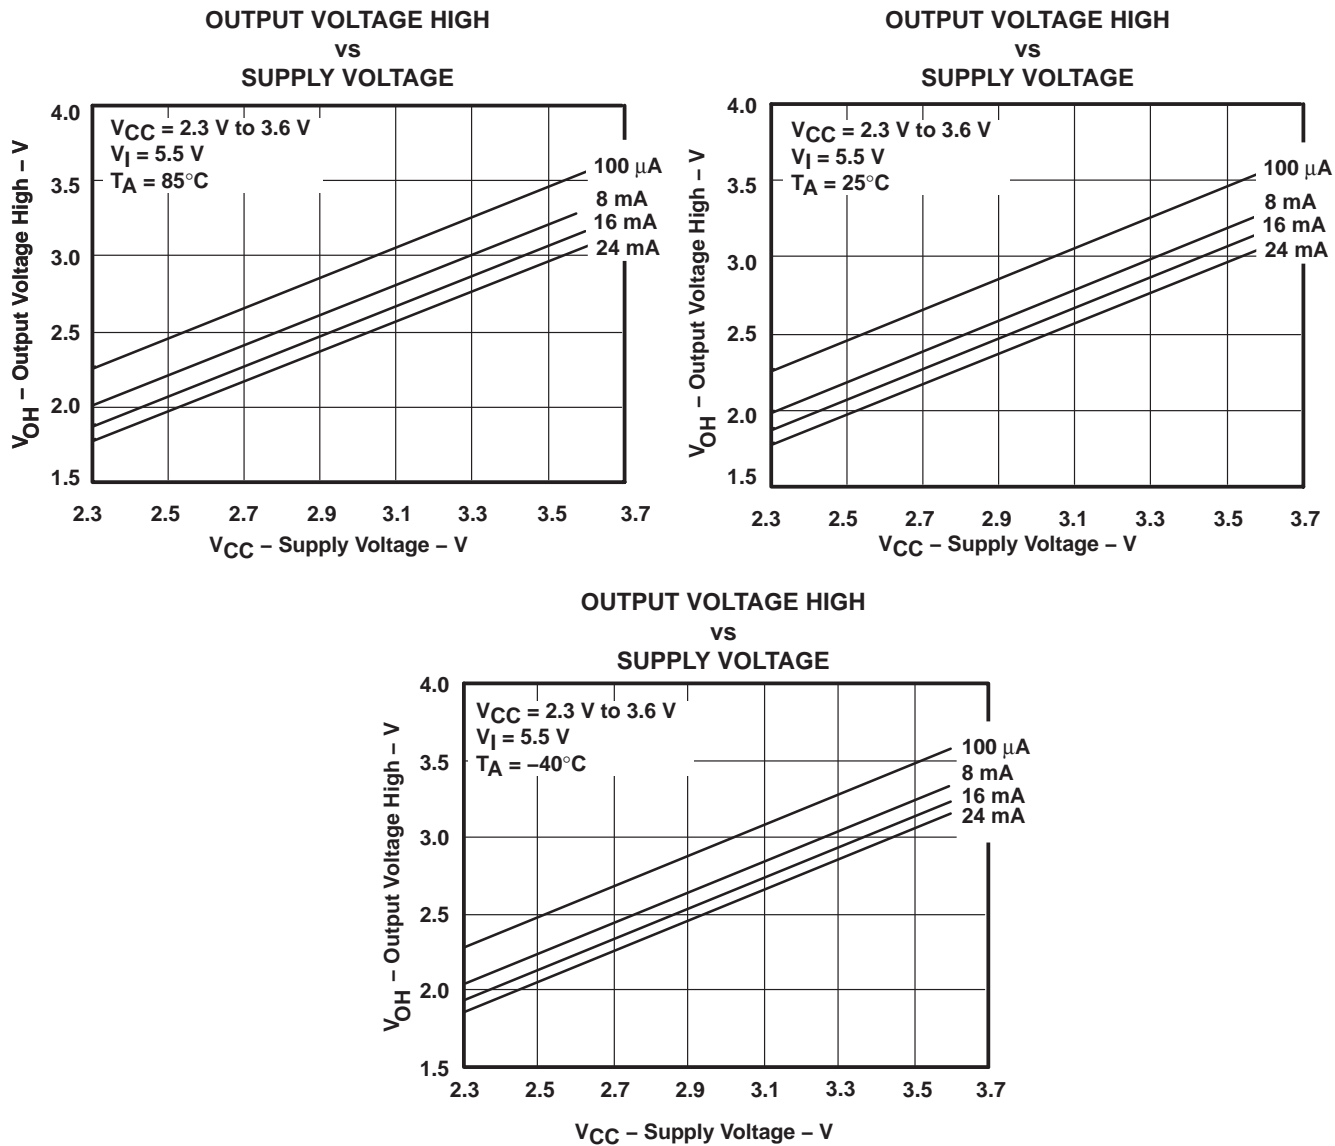 OUTPUT VOLTAGE HIGH
vs
SUPPLY VOLTAGE
VOH – Output Voltage High – V
4.0
3.5
3.0
2.5
2.0
1.5
VCC = 2.3 V to 3.6 V
VI = 5.5 V
TA = 85°C
100 μA
8 mA
16 mA
24 mA
2.3 2.5 2.7 2.9 3.1 3.3 3.5 3.7
VCC – Supply Voltage – V
OUTPUT VOLTAGE HIGH
vs
SUPPLY VOLTAGE
VOH – Output Voltage High – V
4.0
3.5
3.0
2.5
2.0
1.5
VCC = 2.3 V to 3.6 V
VI = 5.5 V
TA = 25°C
100 μA
8 mA
16 mA
24 mA
2.3 2.5 2.7 2.9 3.1 3.3 3.5 3.7
VCC – Supply Voltage – V
OUTPUT VOLTAGE HIGH
vs
SUPPLY VOLTAGE
VOH – Output Voltage High – V
4.0
3.5
3.0
2.5
2.0
1.5
VCC = 2.3 V to 3.6 V
VI = 5.5 V
TA = –40°C
100 μA
8 mA
16 mA
24 mA
2.3 2.5 2.7 2.9 3.1 3.3 3.5 3.7
VCC – Supply Voltage – V